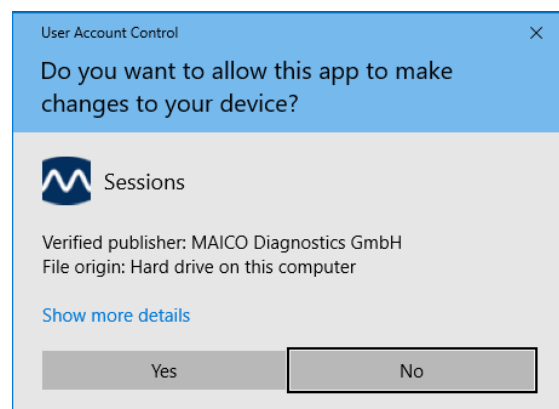 User Account Control
Do you want to allow this app to make
changes to your device?
Sessions
Verified publisher: MAICO Diagnostics GmbH
File origin: Hard drive on this computer
Show more details
Yes
No